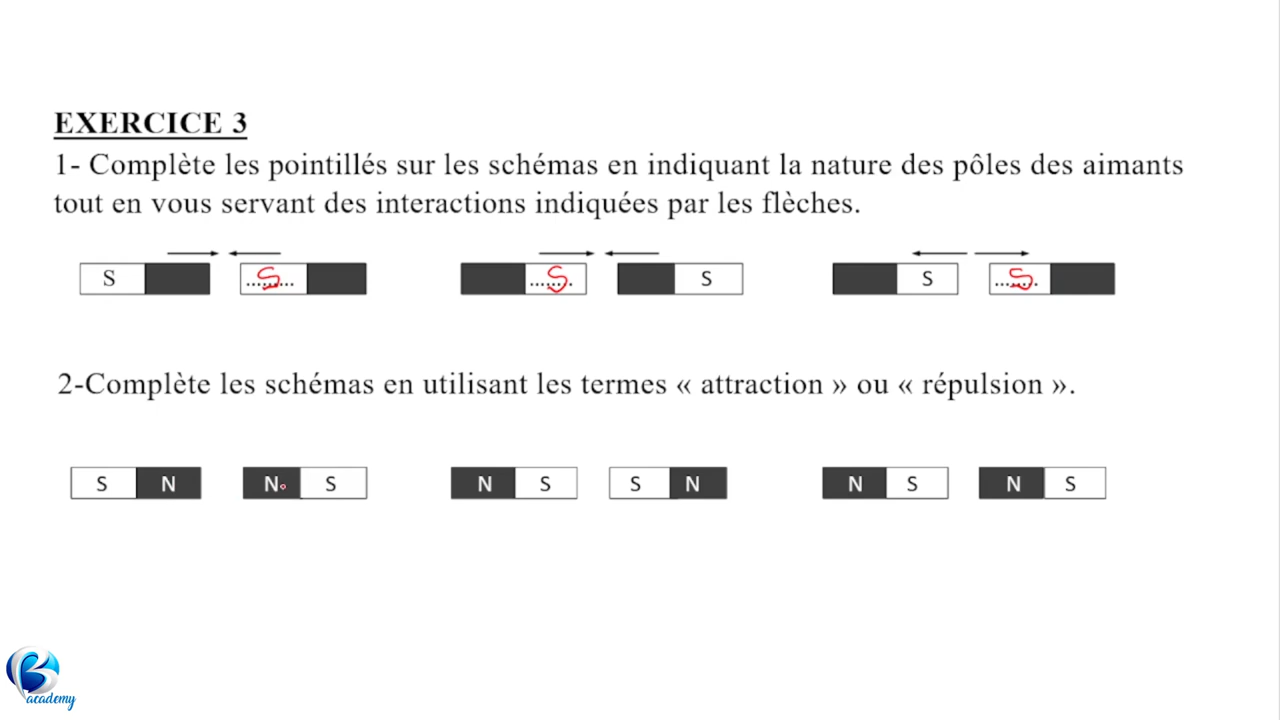 EXERCICE 3
1- Complète les pointillés sur les schémas en indiquant la nature des pôles des aimants
tout en vous servant des interactions indiquées par les flèches.
S ...S... ...S... S S ...S...
2-Complète les schémas en utilisant les termes « attraction » ou « répulsion ».
S N N S N S S N N S N S
academy